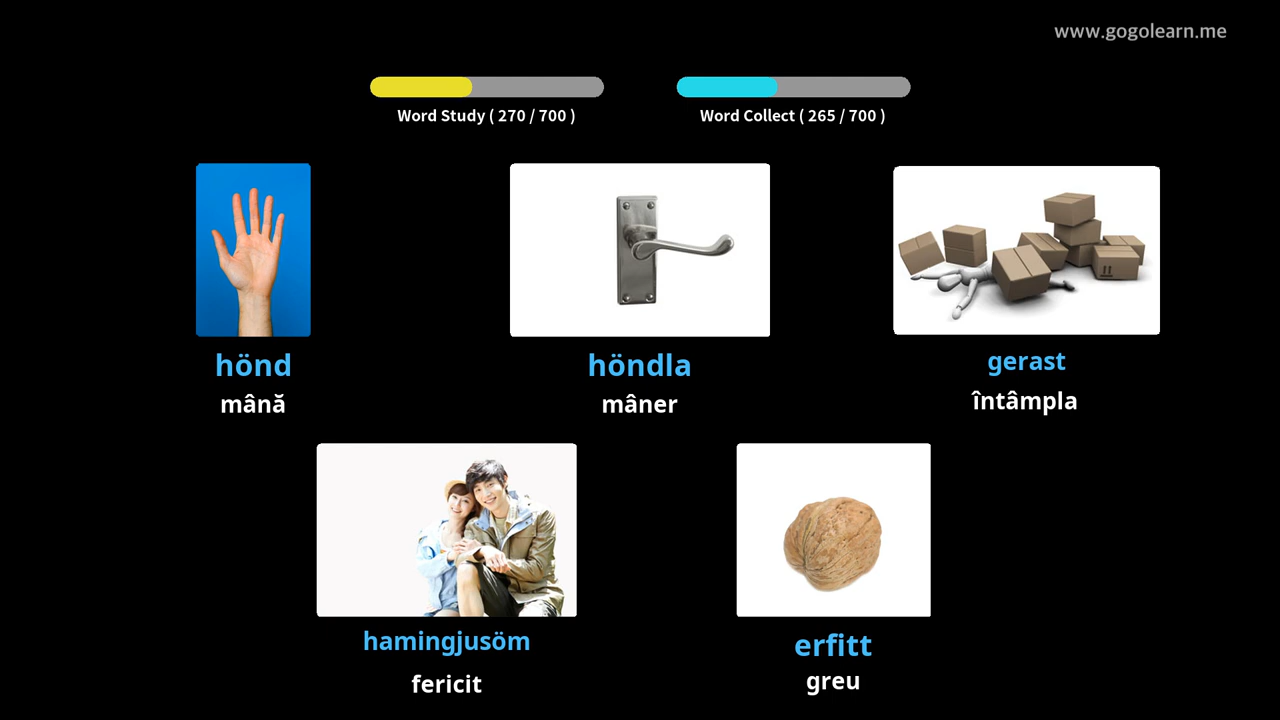 www.gogolearn.me
Word Study ( 270 / 700 )
Word Collect ( 265 / 700 )
hönd
mână
höndla
mâner
gerast
întâmpla
hamingjusöm
fericit
erfitt
greu